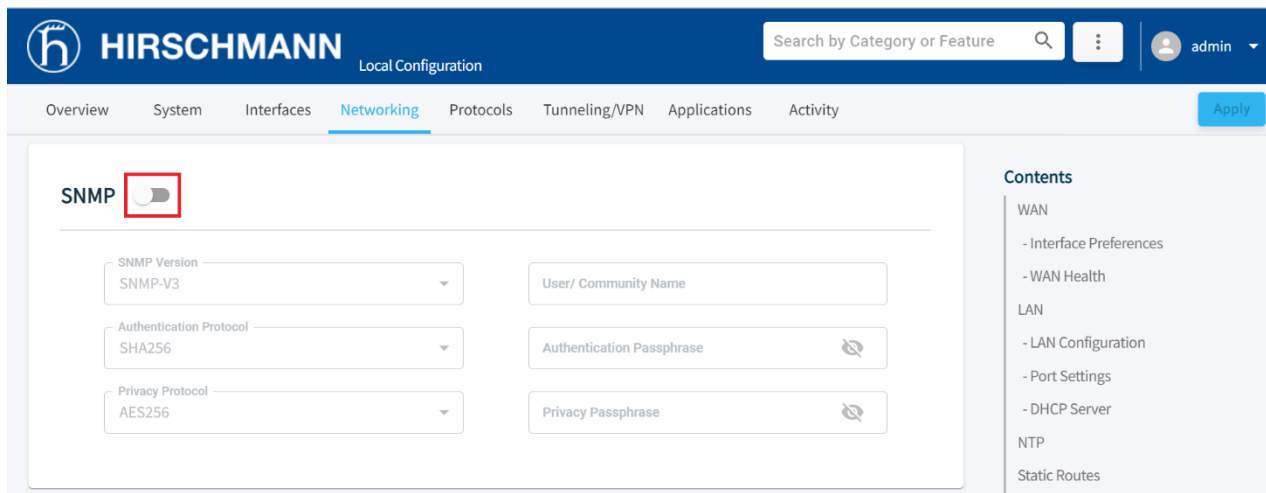 HIRSCHMANN
Local Configuration
Search by Category or Feature
admin
Overview System Interfaces Networking Protocols Tunneling/VPN Applications Activity
Apply
SNMP
SNMP Version
SNMP-V3
User/ Community Name
Authentication Protocol
SHA256
Authentication Passphrase
Privacy Protocol
AES256
Privacy Passphrase
Contents
WAN
- Interface Preferences
- WAN Health
LAN
- LAN Configuration
- Port Settings
- DHCP Server
NTP
Static Routes